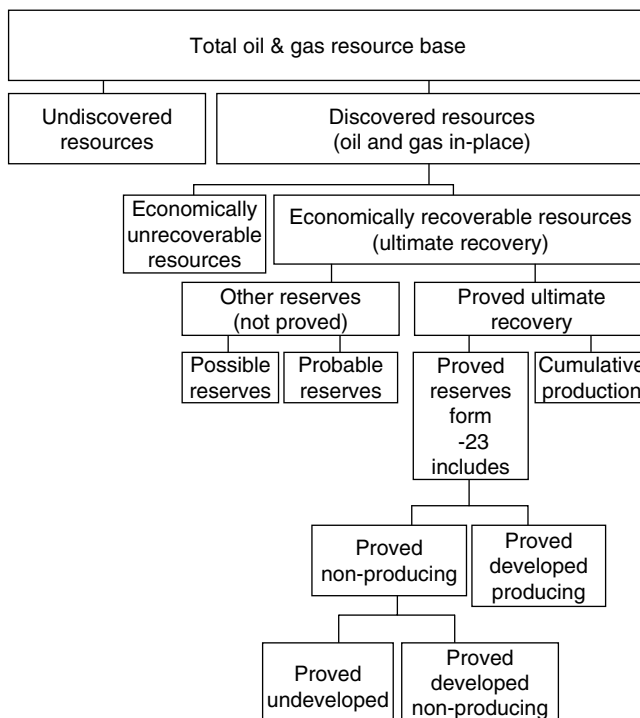 Total oil & gas resource base
Undiscovered
resources
Discovered resources
(oil and gas in-place)
Economically
unrecoverable
resources
Economically recoverable resources
(ultimate recovery)
Other reserves
(not proved)
Proved ultimate
recovery
Possible
reserves
Probable
reserves
Proved
reserves
form
-23
includes
Cumulative
production
Proved
non-producing
Proved
developed
producing
Proved
undeveloped
Proved
developed
non-producing